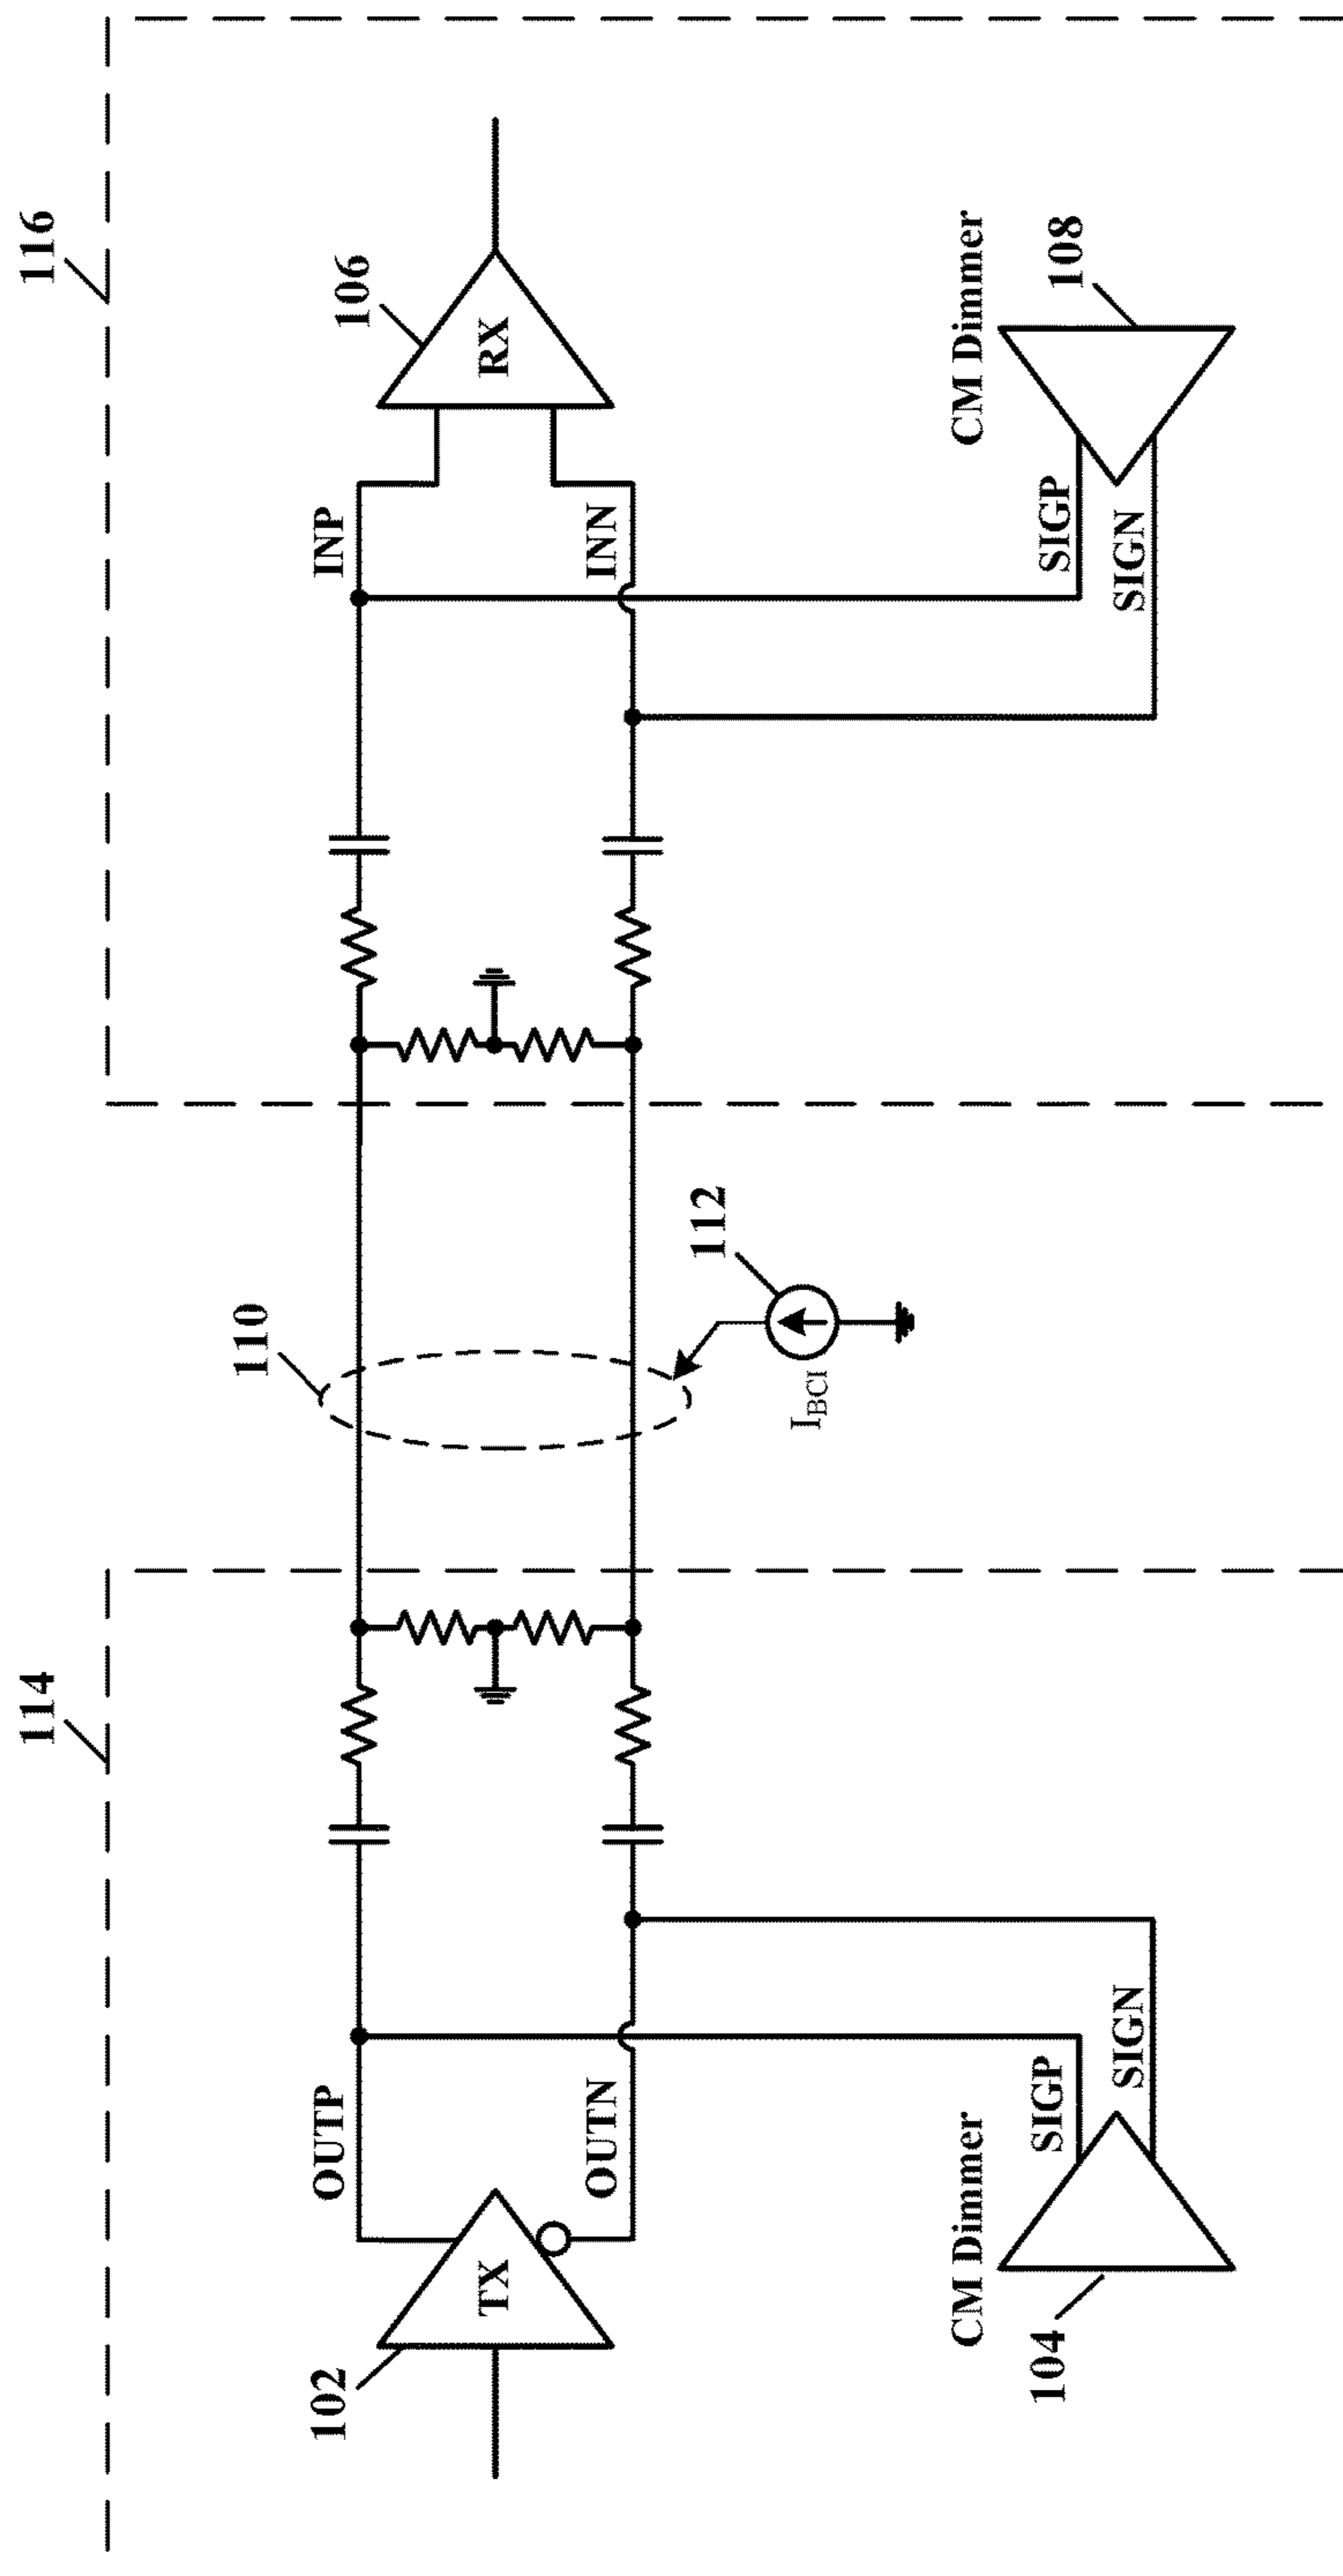 114
110
116
102
TX
OUTP
OUTN
INP
INN
106
RX
112
I_BCI
CM Dimmer
104
SIGP
SIGN
CM Dimmer
108
SIGP
SIGN